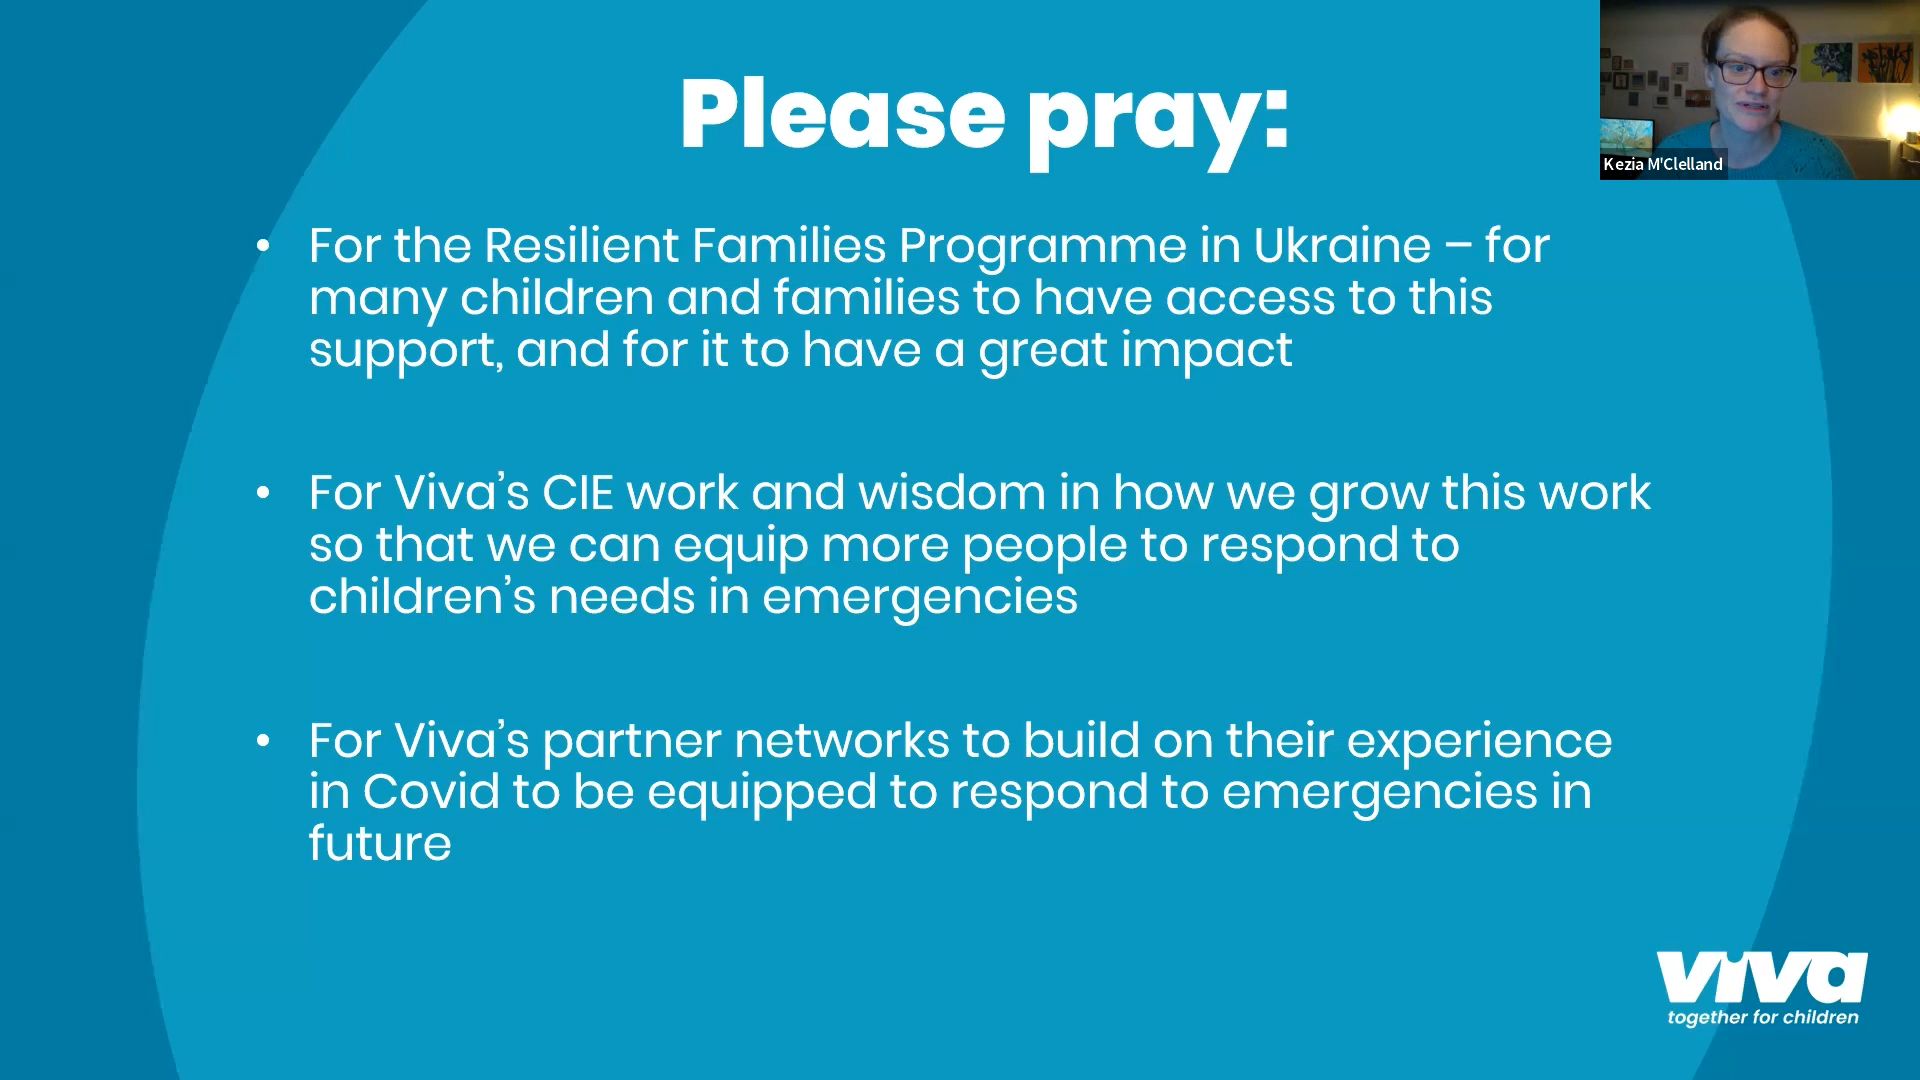 Please pray:
Kezia M'Clelland
• For the Resilient Families Programme in Ukraine – for
many children and families to have access to this
support, and for it to have a great impact
• For Viva’s CIE work and wisdom in how we grow this work
so that we can equip more people to respond to
children’s needs in emergencies
• For Viva’s partner networks to build on their experience
in Covid to be equipped to respond to emergencies in
future
viva
together for children